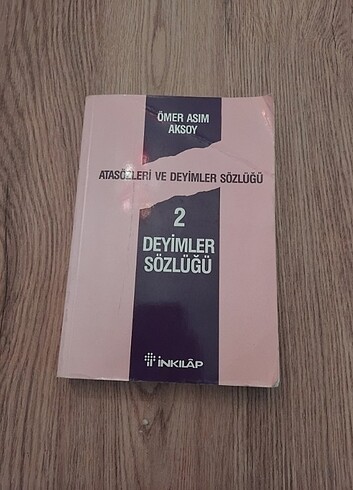 ÖMER ASIM
AKSOY
ATASÖZLERİ VE DEYİMLER SÖZLÜĞÜ
2
DEYİMLER
SÖZLÜĞÜ
İNKILÂP